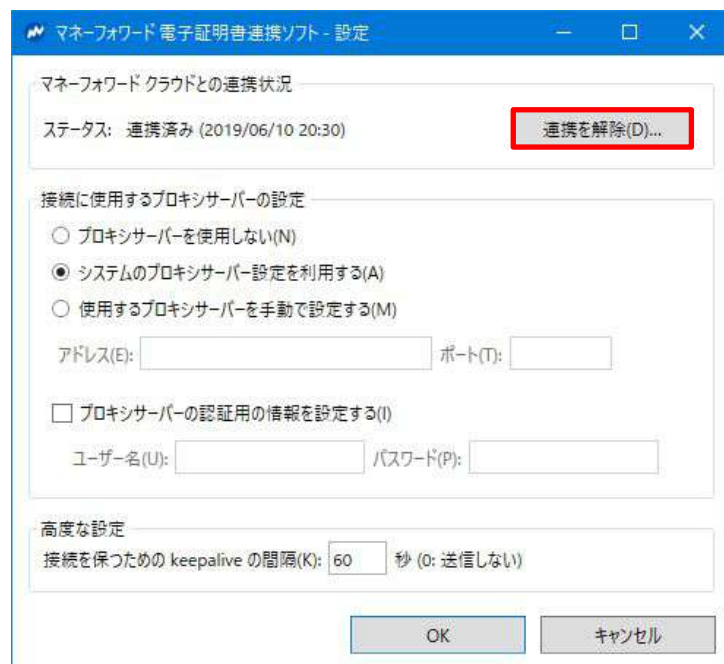 マネーフォワード 電子証明書連携ソフト - 設定
マネーフォワード クラウドとの連携状況
ステータス: 連携済み (2019/06/10 20:30)
連携を解除(D)...
接続に使用するプロキシサーバーの設定
プロキシサーバーを使用しない(N)
システムのプロキシサーバー設定を利用する(A)
使用するプロキシサーバーを手動で設定する(M)
アドレス(E): ポート(T):
プロキシサーバーの認証用の情報を設定する(I)
ユーザー名(U): パスワード(P):
高度な設定
接続を保つための keepalive の間隔(K): 60 秒 (0: 送信しない)
OK キャンセル